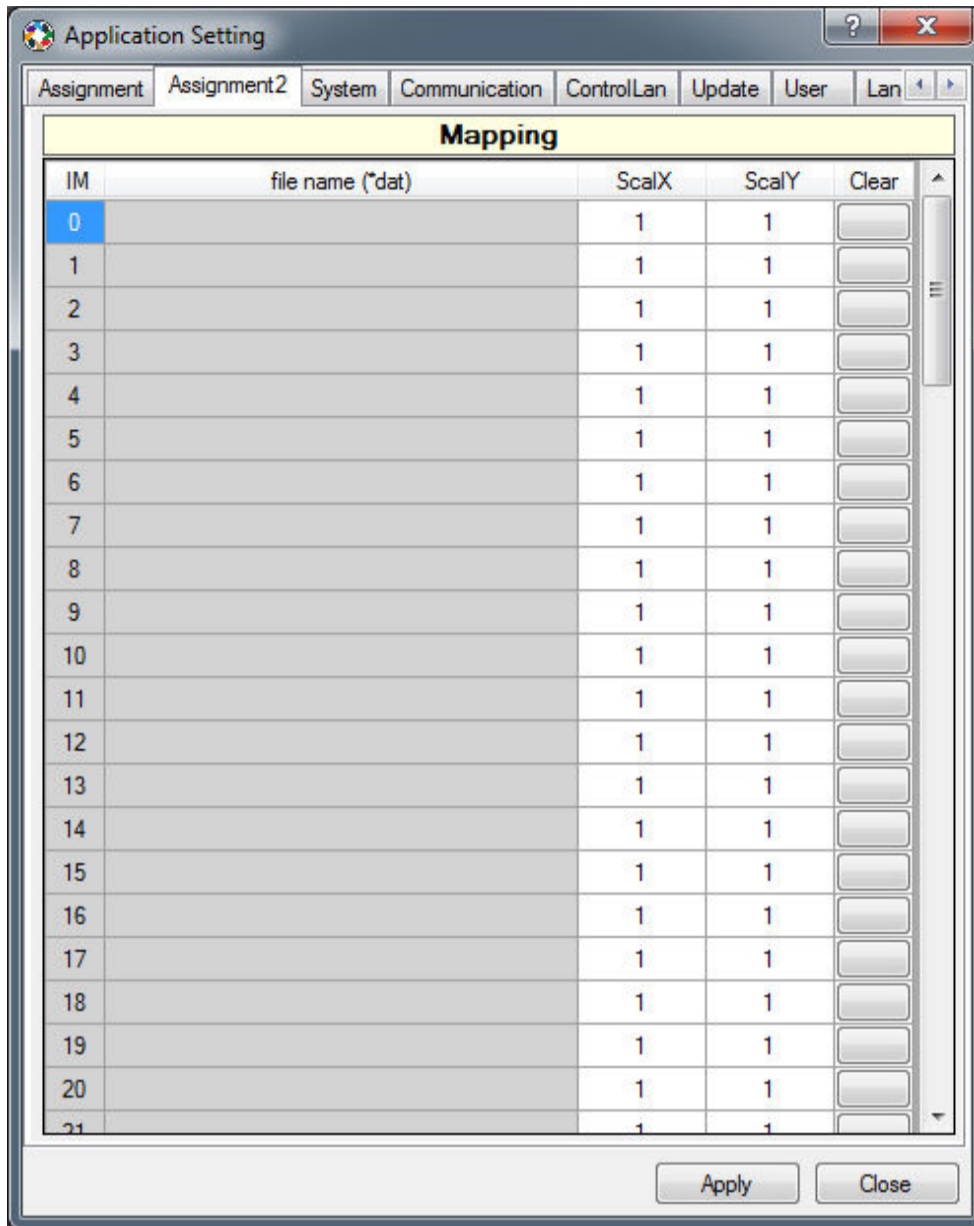 Application Setting ? X
Assignment Assignment2 System Communication ControlLan Update User Lan
Mapping
IM file name (*dat) ScalX ScalY Clear
0 1 1
1 1 1
2 1 1
3 1 1
4 1 1
5 1 1
6 1 1
7 1 1
8 1 1
9 1 1
10 1 1
11 1 1
12 1 1
13 1 1
14 1 1
15 1 1
16 1 1
17 1 1
18 1 1
19 1 1
20 1 1
21 1 1
Apply Close